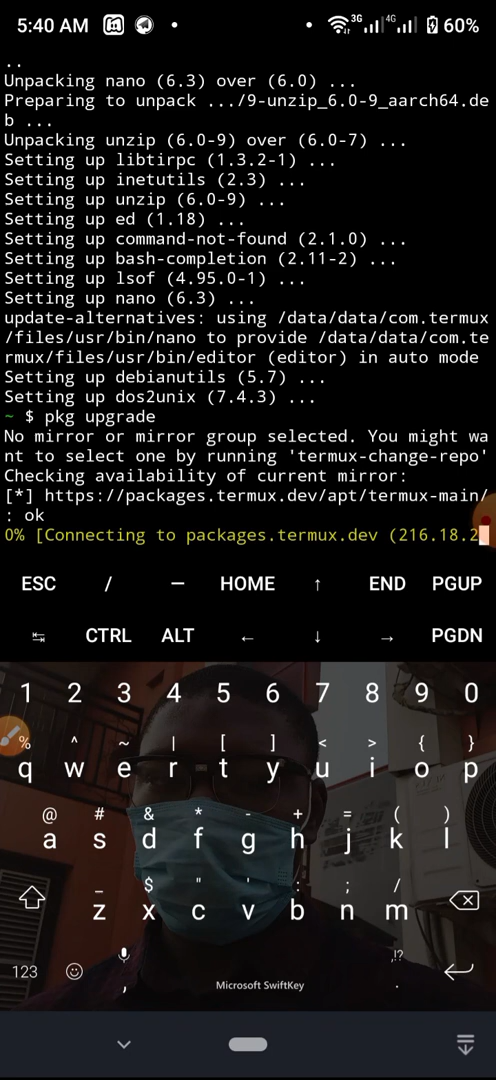 5:40 AM 3G 4G 60%
..
Unpacking nano (6.3) over (6.0) ...
Preparing to unpack .../9-unzip_6.0-9_aarch64.de
b ...
Unpacking unzip (6.0-9) over (6.0-7) ...
Setting up libtirpc (1.3.2-1) ...
Setting up inetutils (2.3) ...
Setting up unzip (6.0-9) ...
Setting up ed (1.18) ...
Setting up command-not-found (2.1.0) ...
Setting up bash-completion (2.11-2) ...
Setting up lsof (4.95.0-1) ...
Setting up nano (6.3) ...
update-alternatives: using /data/data/com.termux
/files/usr/bin/nano to provide /data/data/com.te
rmux/files/usr/bin/editor (editor) in auto mode
Setting up debianutils (5.7) ...
Setting up dos2unix (7.4.3) ...
~ $ pkg upgrade
No mirror or mirror group selected. You might wa
nt to select one by running 'termux-change-repo'
Checking availability of current mirror:
[*] https://packages.termux.dev/apt/termux-main/
: ok
0% [Connecting to packages.termux.dev (216.18.2
ESC / — HOME ↑ END PGUP
↹ CTRL ALT ← ↓ → PGDN
1 2 3 4 5 6 7 8 9 0
% ^ ~ | [ ] < > { }
q w e r t y u i o p
@ # & * - + = ( )
a s d f g h j k l
_ $ " ' : ; /
z x c v b n m
123 , Microsoft SwiftKey ,!? .